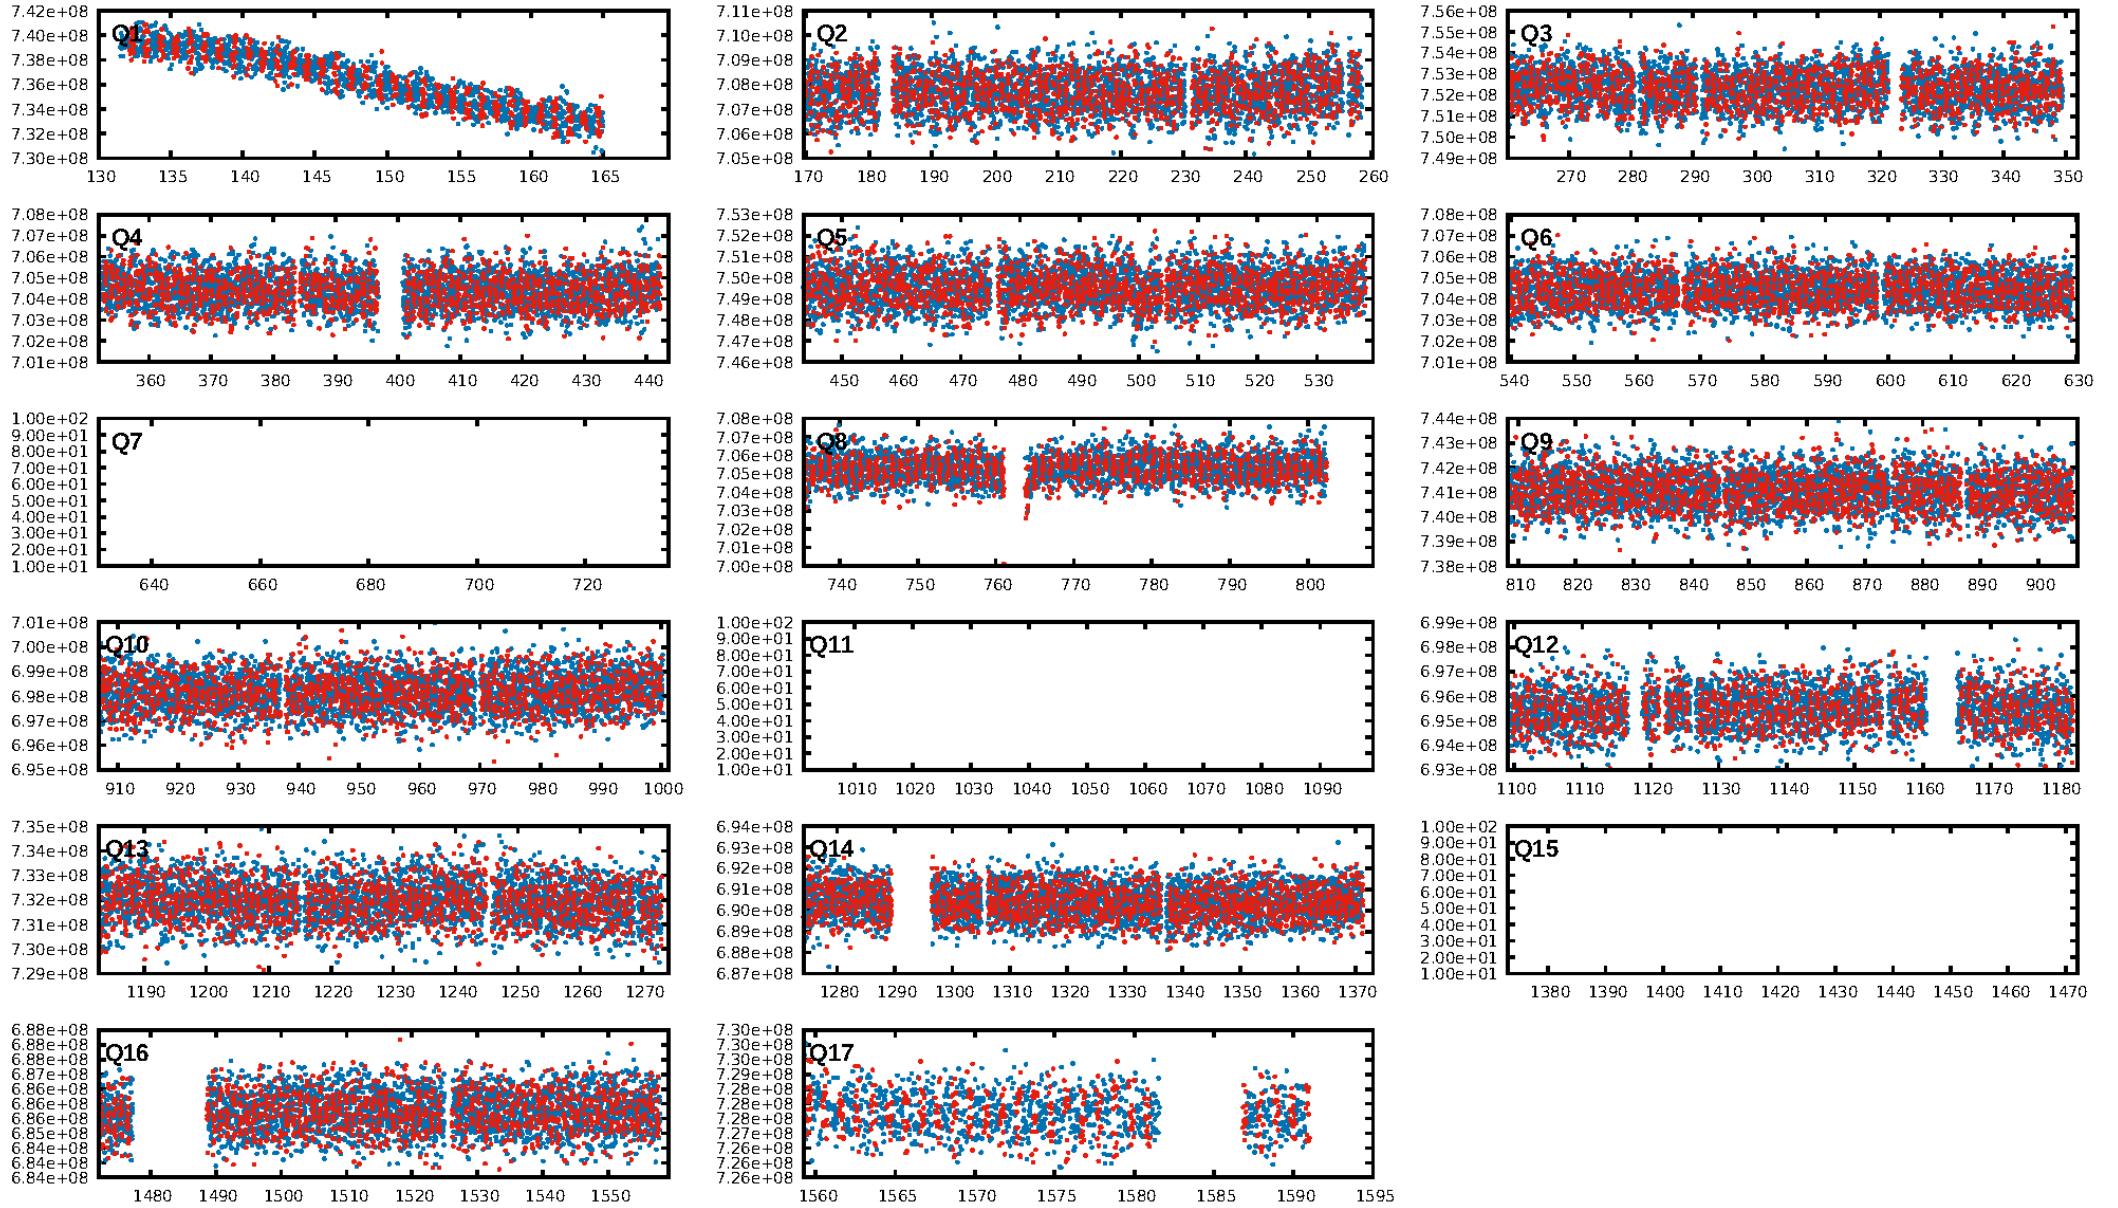 7.42e+08
7.40e+08
7.38e+08
7.36e+08
7.34e+08
7.32e+08
7.30e+08
Q1
130 135 140 145 150 155 160 165
7.11e+08
7.10e+08
7.09e+08
7.08e+08
7.07e+08
7.06e+08
7.05e+08
Q2
170 180 190 200 210 220 230 240 250 260
7.56e+08
7.55e+08
7.54e+08
7.53e+08
7.52e+08
7.51e+08
7.50e+08
7.49e+08
Q3
270 280 290 300 310 320 330 340 350
7.08e+08
7.07e+08
7.06e+08
7.05e+08
7.04e+08
7.03e+08
7.02e+08
7.01e+08
Q4
360 370 380 390 400 410 420 430 440
7.53e+08
7.52e+08
7.51e+08
7.50e+08
7.49e+08
7.48e+08
7.47e+08
7.46e+08
Q5
450 460 470 480 490 500 510 520 530
7.08e+08
7.07e+08
7.06e+08
7.05e+08
7.04e+08
7.03e+08
7.02e+08
7.01e+08
Q6
540 550 560 570 580 590 600 610 620 630
1.00e+02
9.00e+01
8.00e+01
7.00e+01
6.00e+01
5.00e+01
4.00e+01
3.00e+01
2.00e+01
1.00e+01
Q7
640 660 680 700 720
7.08e+08
7.07e+08
7.06e+08
7.05e+08
7.04e+08
7.03e+08
7.02e+08
7.01e+08
7.00e+08
Q8
740 750 760 770 780 790 800
7.44e+08
7.43e+08
7.42e+08
7.41e+08
7.40e+08
7.39e+08
7.38e+08
Q9
810 820 830 840 850 860 870 880 890 900
7.01e+08
7.00e+08
6.99e+08
6.98e+08
6.97e+08
6.96e+08
6.95e+08
Q10
910 920 930 940 950 960 970 980 990 1000
1.00e+02
9.00e+01
8.00e+01
7.00e+01
6.00e+01
5.00e+01
4.00e+01
3.00e+01
2.00e+01
1.00e+01
Q11
1010 1020 1030 1040 1050 1060 1070 1080 1090
6.99e+08
6.98e+08
6.97e+08
6.96e+08
6.95e+08
6.94e+08
6.93e+08
Q12
1100 1110 1120 1130 1140 1150 1160 1170 1180
7.35e+08
7.34e+08
7.33e+08
7.32e+08
7.31e+08
7.30e+08
7.29e+08
Q13
1190 1200 1210 1220 1230 1240 1250 1260 1270
6.94e+08
6.93e+08
6.92e+08
6.91e+08
6.90e+08
6.89e+08
6.88e+08
6.87e+08
Q14
1280 1290 1300 1310 1320 1330 1340 1350 1360 1370
1.00e+02
9.00e+01
8.00e+01
7.00e+01
6.00e+01
5.00e+01
4.00e+01
3.00e+01
2.00e+01
1.00e+01
Q15
1380 1390 1400 1410 1420 1430 1440 1450 1460 1470
6.88e+08
6.88e+08
6.87e+08
6.86e+08
6.86e+08
6.86e+08
6.85e+08
6.84e+08
6.84e+08
6.84e+08
Q16
1480 1490 1500 1510 1520 1530 1540 1550
7.30e+08
7.30e+08
7.29e+08
7.28e+08
7.28e+08
7.28e+08
7.27e+08
7.26e+08
7.26e+08
7.26e+08
Q17
1560 1565 1570 1575 1580 1585 1590 1595